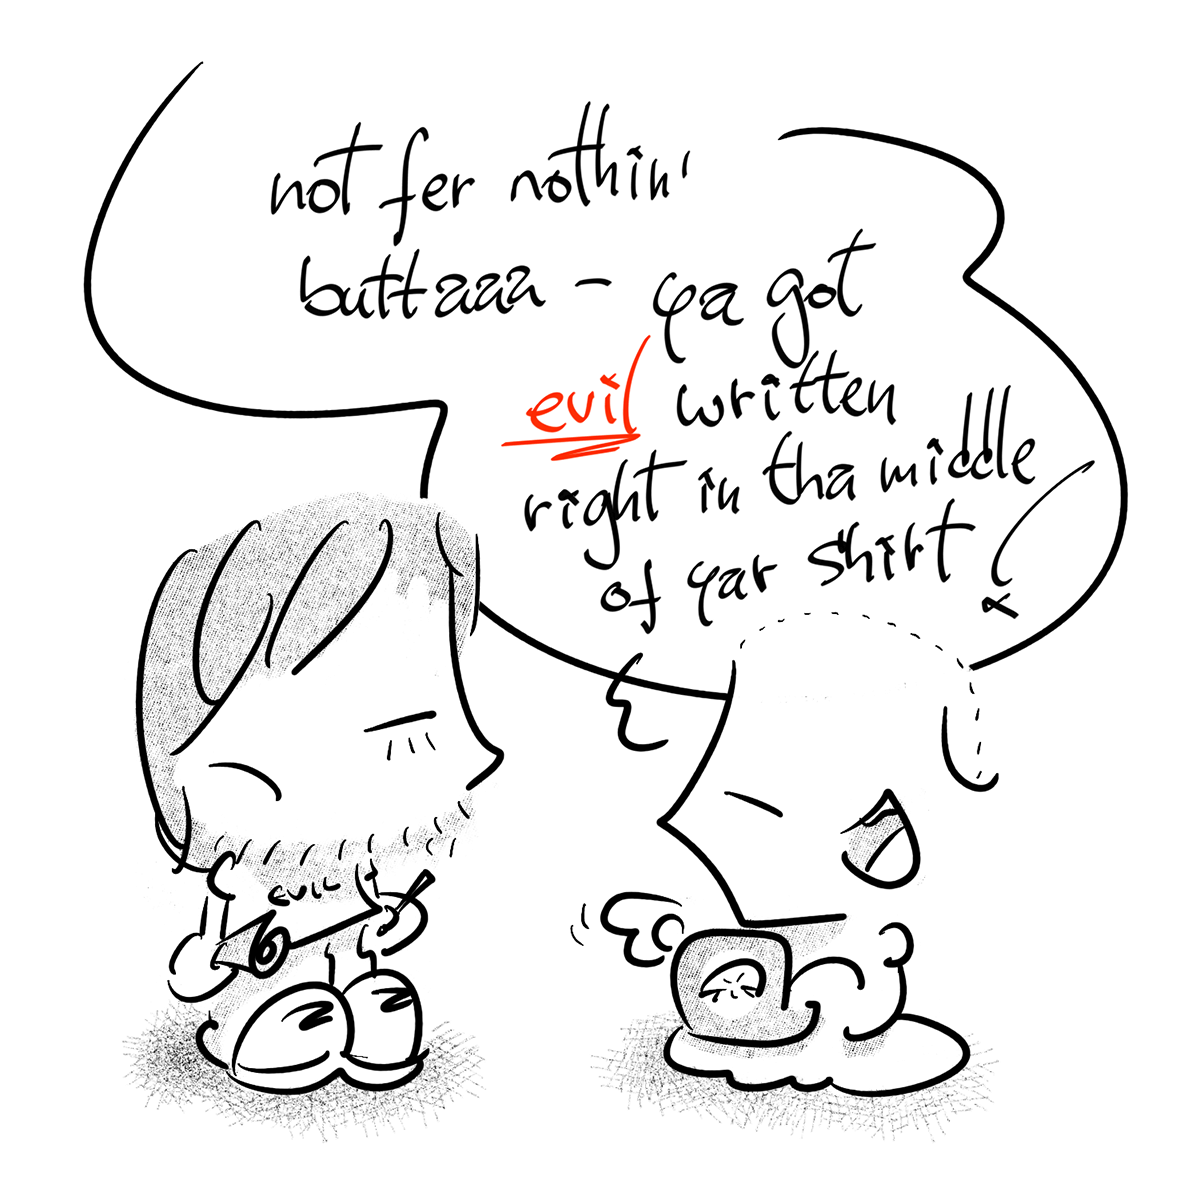 not fer nothin'
buttaaa - ya got
evil written
right in tha middle
of yar shirt!
EVIL